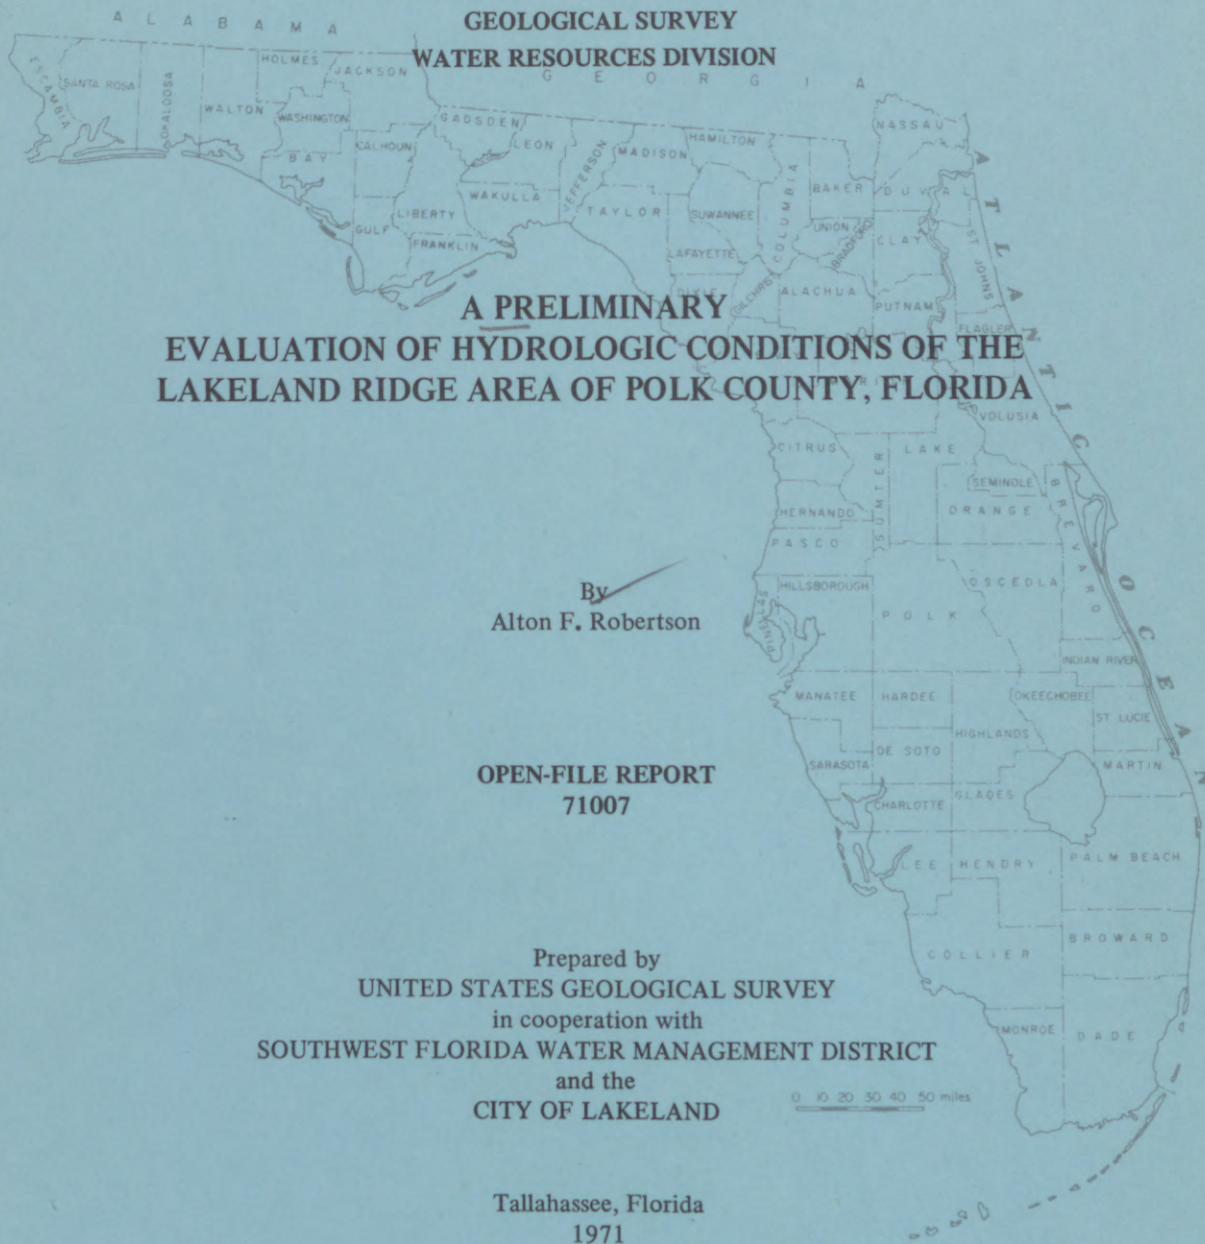 GEOLOGICAL SURVEY
WATER RESOURCES DIVISION
ALABAMA
GEORGIA
ESCAMBIA
SANTA ROSA
OKALOOSA
WALTON
HOLMES
JACKSON
WASHINGTON
BAY
CALHOUN
GULF
LIBERTY
FRANKLIN
GADSDEN
LEON
WAKULLA
JEFFERSON
MADISON
TAYLOR
HAMILTON
SUWANNEE
LAFAYETTE
DIXIE
COLUMBIA
GILCHRIST
BAKER
UNION
BRADFORD
ALACHUA
NASSAU
DUVAL
CLAY
ST JOHNS
PUTNAM
FLAGLER
ATLANTIC OCEAN
A PRELIMINARY
EVALUATION OF HYDROLOGIC CONDITIONS OF THE
LAKELAND RIDGE AREA OF POLK COUNTY, FLORIDA
VOLUSIA
CITRUS
SUMTER
LAKE
SEMINOLE
HERNANDO
ORANGE
BREVARD
PASCO
HILLSBOROUGH
PINELLAS
POLK
OSCEOLA
INDIAN RIVER
By
Alton F. Robertson
MANATEE
HARDEE
OKEECHOBEE
ST LUCIE
HIGHLANDS
SARASOTA
DE SOTO
MARTIN
CHARLOTTE
GLADES
OPEN-FILE REPORT
71007
LEE
HENDRY
PALM BEACH
COLLIER
BROWARD
MONROE
DADE
Prepared by
UNITED STATES GEOLOGICAL SURVEY
in cooperation with
SOUTHWEST FLORIDA WATER MANAGEMENT DISTRICT
and the
CITY OF LAKELAND
0 10 20 30 40 50 miles
Tallahassee, Florida
1971